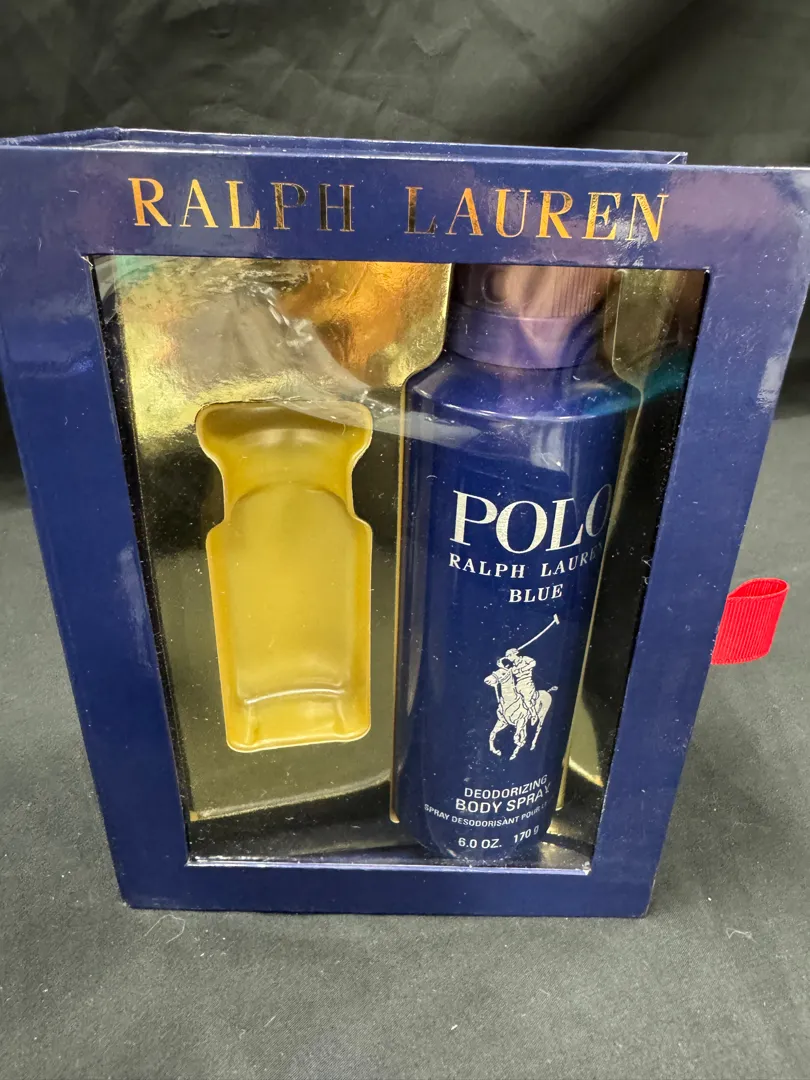 RALPH LAUREN
POLO
RALPH LAUREN
BLUE
DEODORIZING
BODY SPRAY
SPRAY DESODORISANT POUR
6.0 OZ. 170 g